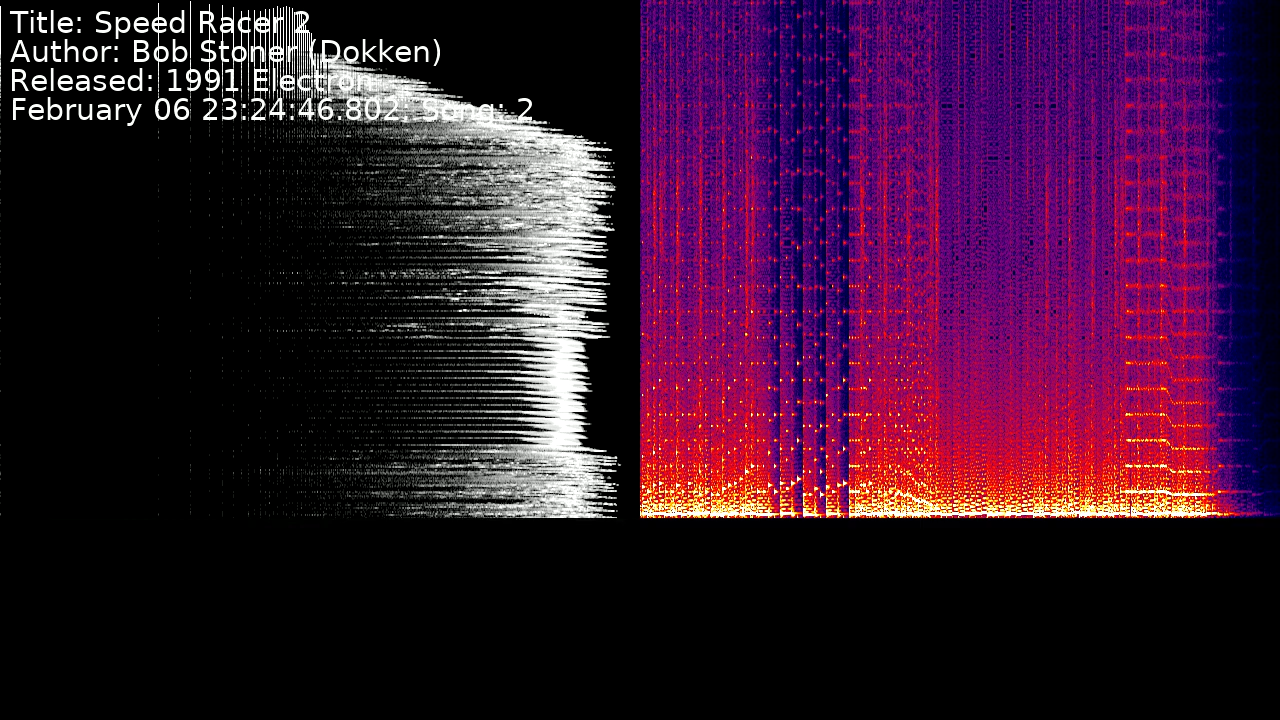 Title: Speed Racer 2
Author: Bob Stoner (Dokken)
Released: 1991 Electron
February 06 23:24:46.802, Song: 2